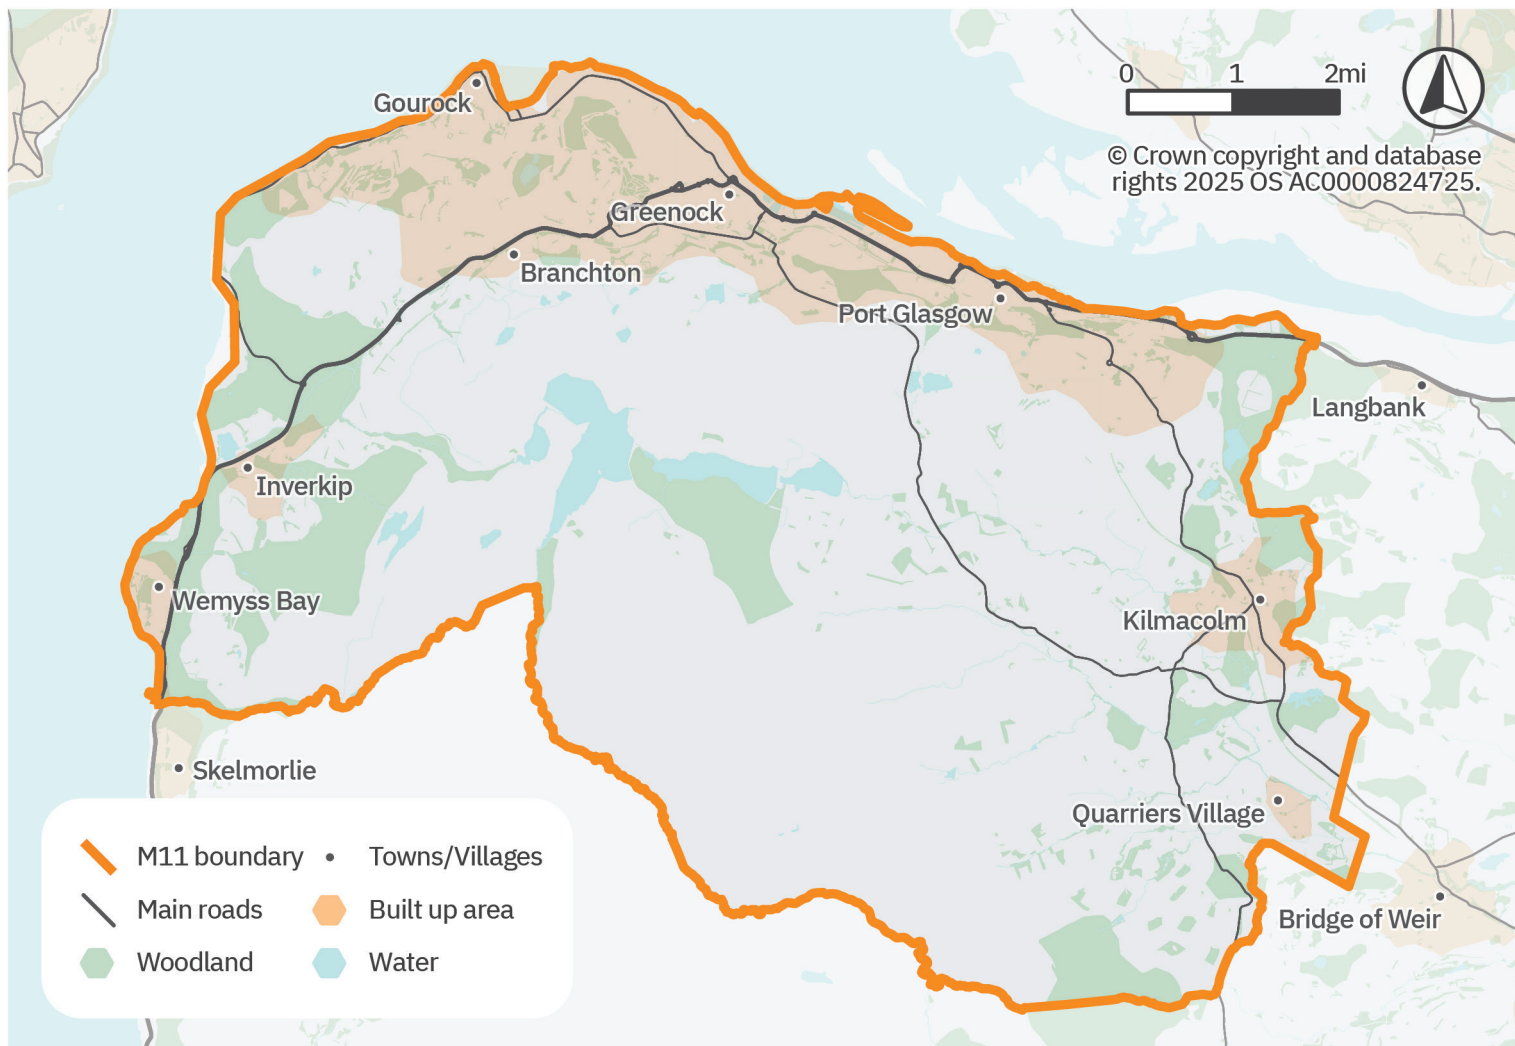 0 1 2mi
© Crown copyright and database
rights 2025 OS AC0000824725.
Gourock
Greenock
Branchton
Port Glasgow
Langbank
Inverkip
Wemyss Bay
Kilmacolm
Skelmorlie
Quarriers Village
Bridge of Weir
M11 boundary
Towns/Villages
Main roads
Built up area
Woodland
Water